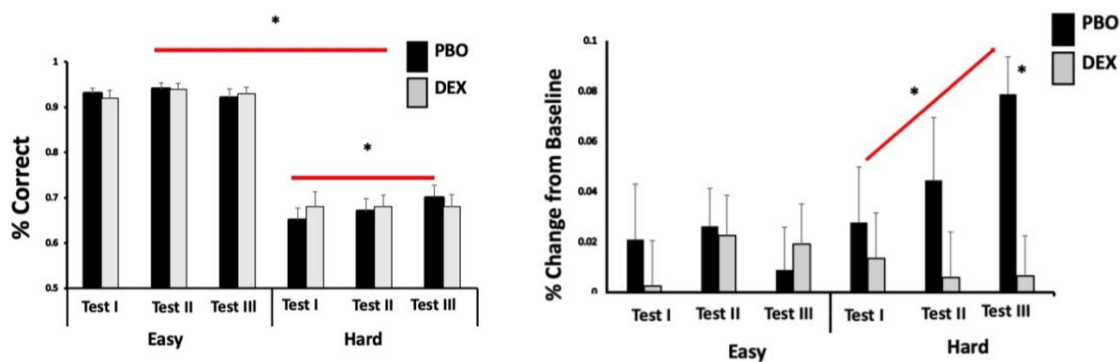 *
PBO
DEX
1
0.9
0.8
0.7
0.6
0.5
% Correct
*
Test I Test II Test III Test I Test II Test III
Easy Hard
PBO
DEX
0.1
0.08
0.06
0.04
0.02
0
% Change from Baseline
*
*
Test I Test II Test III Test I Test II Test III
Easy Hard